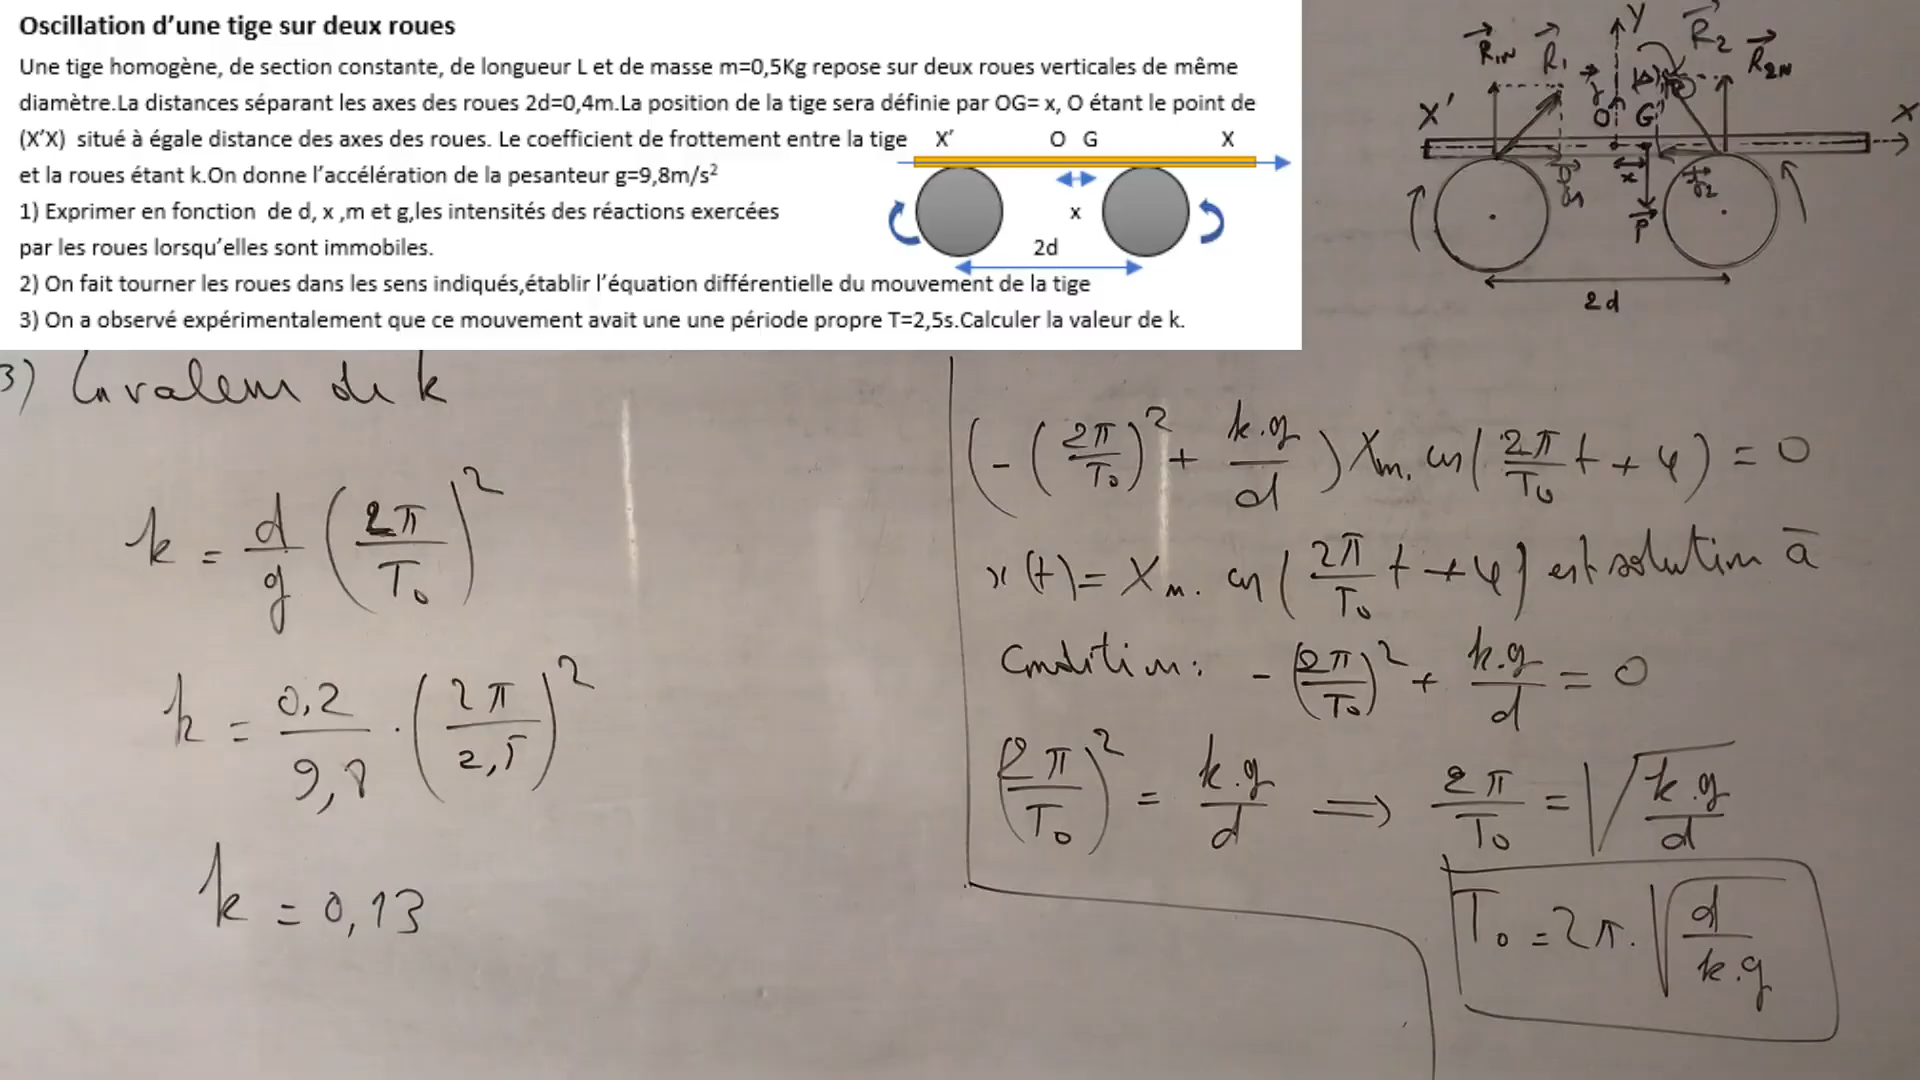 Oscillation d'une tige sur deux roues
Une tige homogène, de section constante, de longueur L et de masse m=0,5Kg repose sur deux roues verticales de même
diamètre.La distances séparant les axes des roues 2d=0,4m.La position de la tige sera définie par OG= x, O étant le point de
(X'X) situé à égale distance des axes des roues. Le coefficient de frottement entre la tige
et la roues étant k.On donne l'accélération de la pesanteur g=9,8m/s²
1) Exprimer en fonction de d, x ,m et g,les intensités des réactions exercées
par les roues lorsqu'elles sont immobiles.
2) On fait tourner les roues dans les sens indiqués,établir l'équation différentielle du mouvement de la tige
3) On a observé expérimentalement que ce mouvement avait une une période propre T=2,5s.Calculer la valeur de k.
X' O G X
x
2d
Y
R₁N R₁ R₂ R₂N
j (Δ)
X' O G X
x
P
2d
3) La valeur de k
k = d/g (2π/T₀)²
k = 0,2/9,8 . (2π/2,5)²
k = 0,13
(-(2π/T₀)² + k.g/d) Xm. cos(2π/T₀ t + φ) = 0
x(t) = Xm. cos(2π/T₀ t + φ) est solution à
Condition: -(2π/T₀)² + k.g/d = 0
(2π/T₀)² = k.g/d ⟹ 2π/T₀ = √(k.g/d)
T₀ = 2π. √(d/k.g)